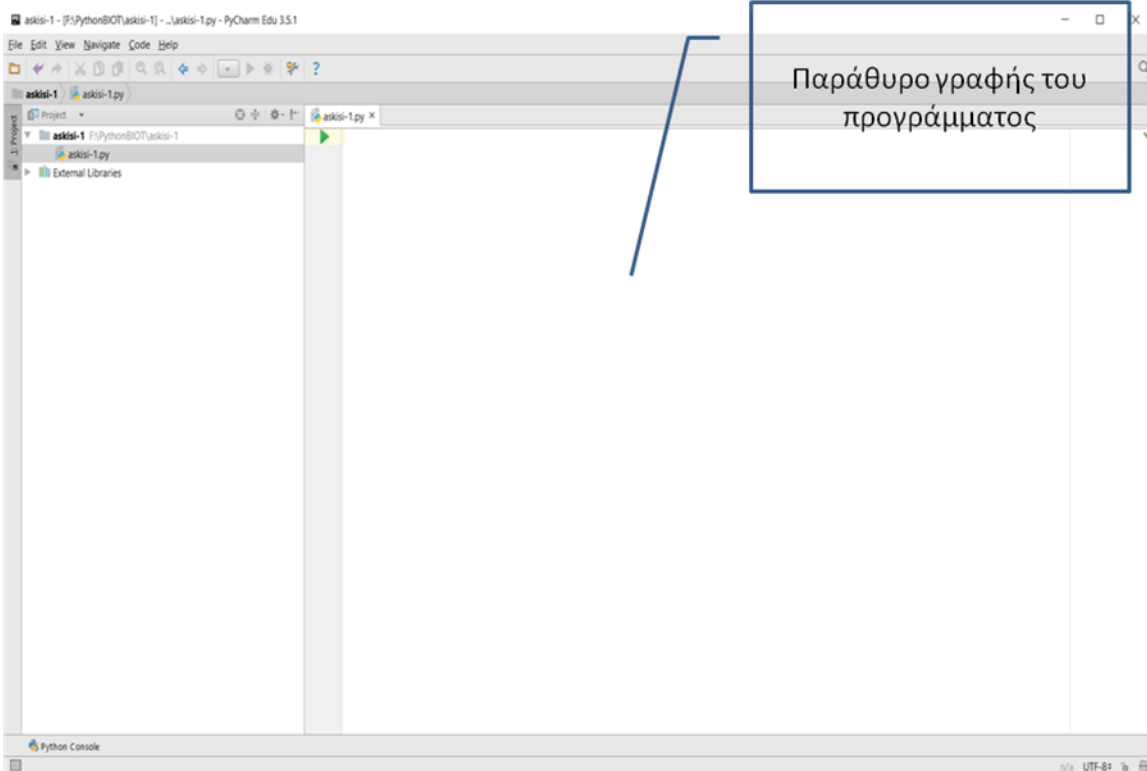 askisi-1 - [F:\PythonBIOT\askisi-1] - ...\askisi-1.py - PyCharm Edu 3.5.1
File Edit View Navigate Code Help
?
askisi-1 askisi-1.py
Παράθυρο γραφής του
προγράμματος
1: Project
Project
askisi-1.py
askisi-1 F:\PythonBIOT\askisi-1
askisi-1.py
External Libraries
Python Console
n/a UTF-8